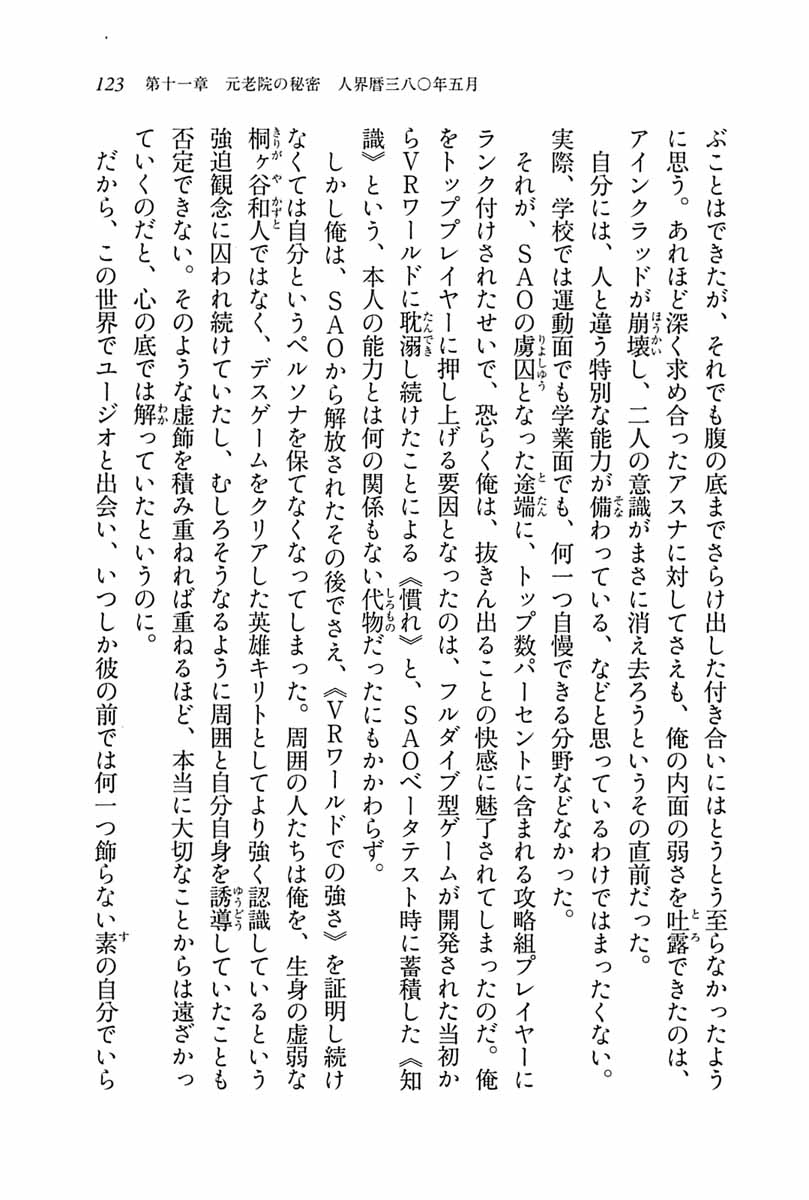 123　第十一章　元老院の秘密　人界暦三八〇年五月
ぶことはできたが、それでも腹の底までさらけ出した付き合いにはとうとう至らなかったよう
に思う。あれほど深く求め合ったアスナに対してさえも、俺の内面の弱さを吐露できたのは、
アインクラッドが崩壊し、二人の意識がまさに消え去ろうというその直前だった。
　自分には、人と違う特別な能力が備わっている、などと思っているわけではまったくない。
実際、学校では運動面でも学業面でも、何一つ自慢できる分野などなかった。
　それが、ＳＡＯの虜囚となった途端に、トップ数パーセントに含まれる攻略組プレイヤーに
ランク付けされたせいで、恐らく俺は、抜きん出ることの快感に魅了されてしまったのだ。俺
をトッププレイヤーに押し上げる要因となったのは、フルダイブ型ゲームが開発された当初か
らＶＲワールドに耽溺し続けたことによる《慣れ》と、ＳＡＯベータテスト時に蓄積した《知
識》という、本人の能力とは何の関係もない代物だったにもかかわらず。
　しかし俺は、ＳＡＯから解放されたその後でさえ、《ＶＲワールドでの強さ》を証明し続け
なくては自分というペルソナを保てなくなってしまった。周囲の人たちは俺を、生身の虚弱な
桐ヶ谷和人ではなく、デスゲームをクリアした英雄キリトとしてより強く認識しているという
強迫観念に囚われ続けていたし、むしろそうなるように周囲と自分自身を誘導していたことも
否定できない。そのような虚飾を積み重ねれば重ねるほど、本当に大切なことからは遠ざかっ
ていくのだと、心の底では解っていたというのに。
　だから、この世界でユージオと出会い、いつしか彼の前では何一つ飾らない素の自分でいら